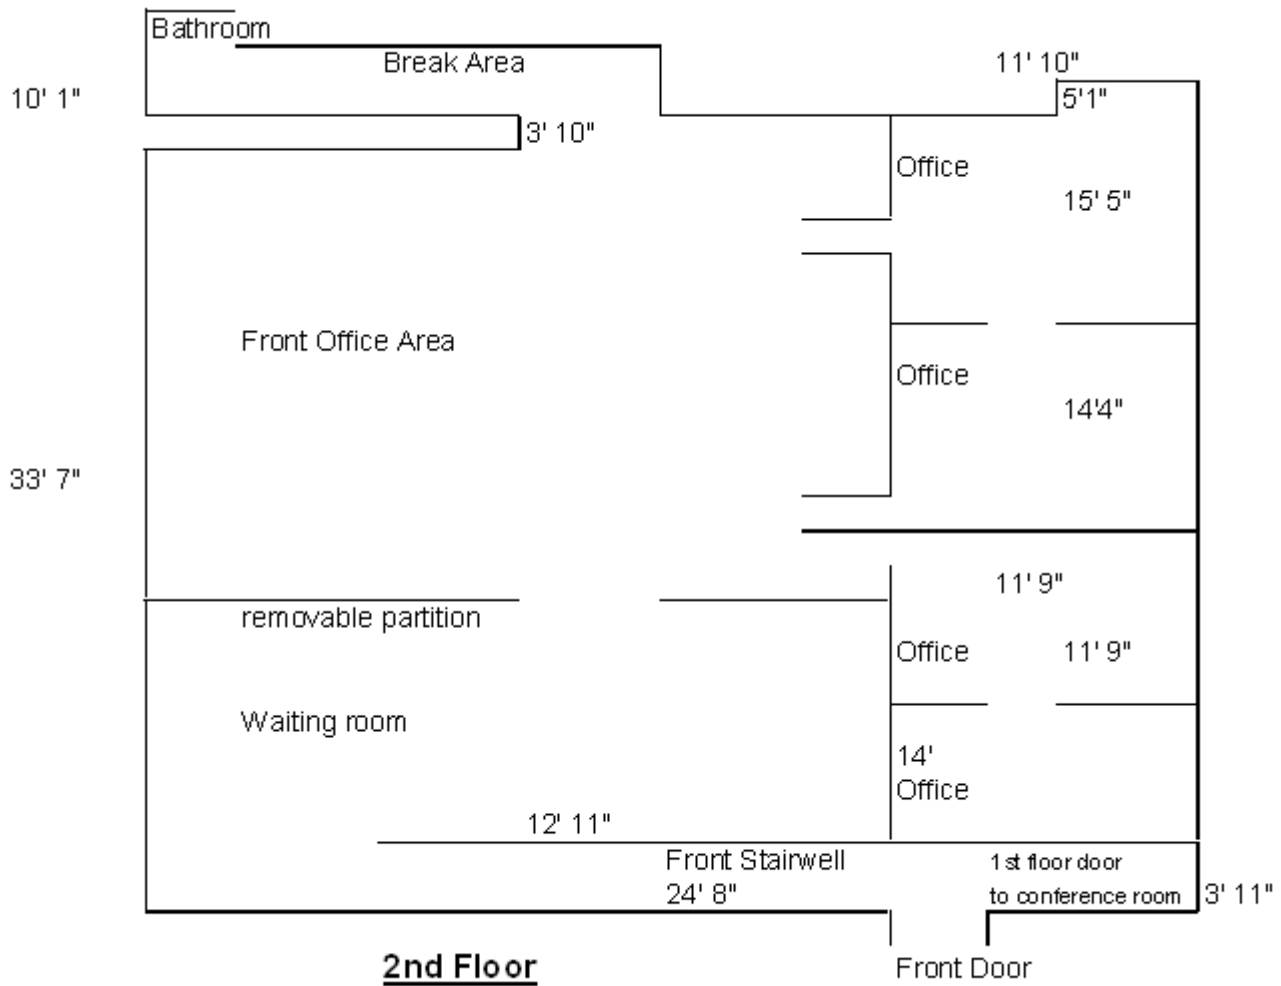 Bathroom
Break Area
11' 10"
10' 1"
5'1"
3' 10"
Office
15' 5"
Front Office Area
Office
14'4"
33' 7"
11' 9"
removable partition
Office
11' 9"
Waiting room
14'
Office
12' 11"
Front Stairwell
1st floor door
24' 8"
to conference room
3' 11"
2nd Floor
Front Door